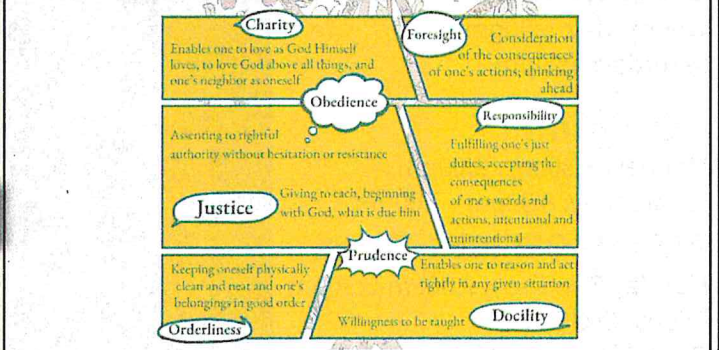 Charity
Enables one to love as God Himself
loves, to love God above all things, and
one's neighbor as oneself
Foresight
Consideration
of the consequences
of one's actions; thinking
ahead
Obedience
Assenting to rightful
authority without hesitation or resistance
Responsibility
Fulfilling one's just
duties; accepting the
consequences
of one's words and
actions, intentional and
unintentional
Justice
Giving to each, beginning
with God, what is due him
Prudence
Enables one to reason and act
rightly in any given situation
Keeping oneself physically
clean and neat and one's
belongings in good order
Orderliness
Willingness to be taught
Docility